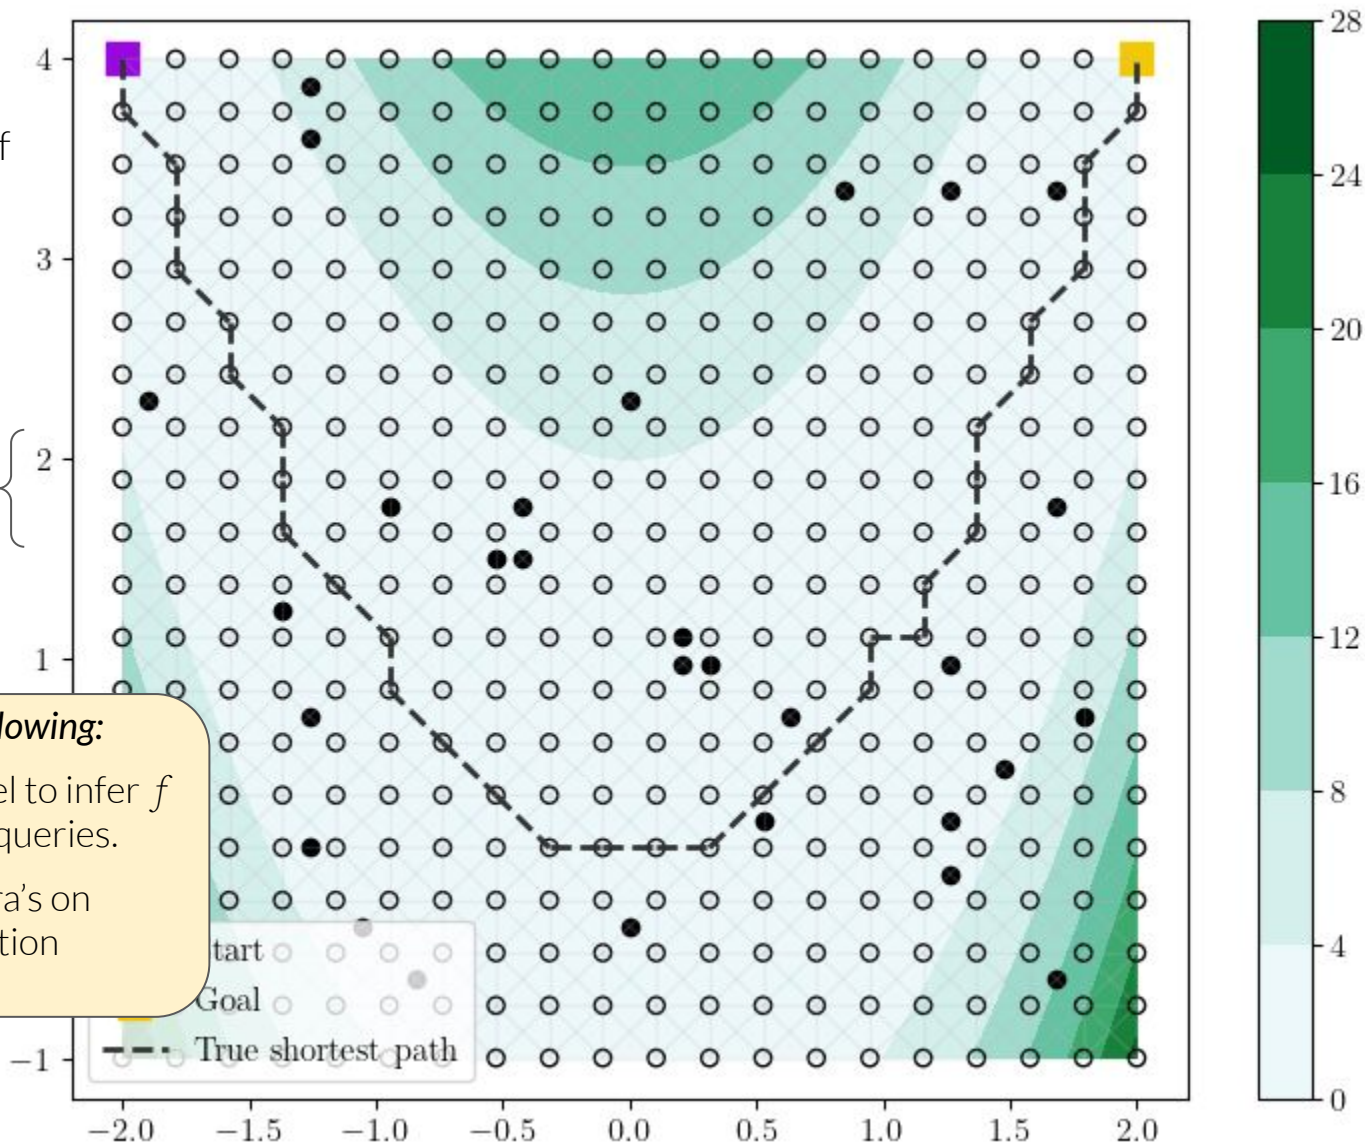 f
lowing:
el to infer f
queries.
ra's on
tion
4
3
2
1
−1
−2.0
−1.5
−1.0
−0.5
0.0
0.5
1.0
1.5
2.0
tart
Goal
True shortest path
28
24
20
16
12
8
4
0